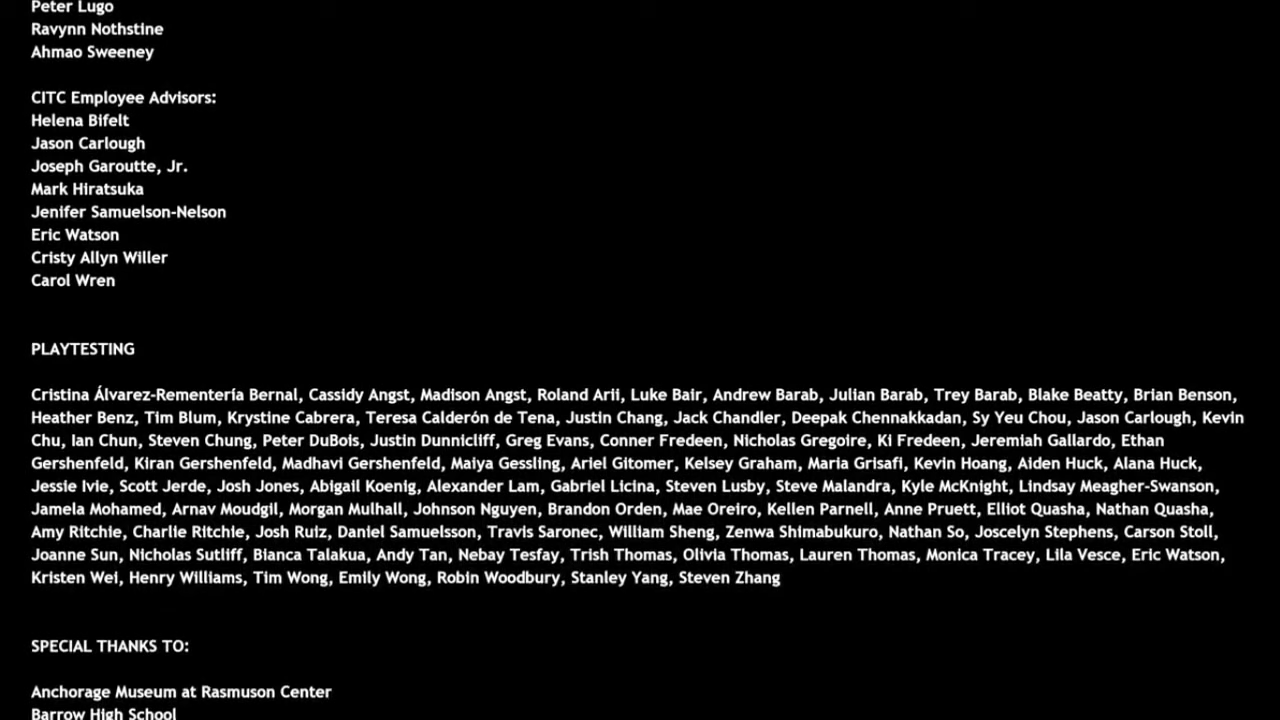 Peter Lugo
Ravynn Nothstine
Ahmao Sweeney
CITC Employee Advisors:
Helena Bifelt
Jason Carlough
Joseph Garoutte, Jr.
Mark Hiratsuka
Jenifer Samuelson-Nelson
Eric Watson
Cristy Allyn Willer
Carol Wren
PLAYTESTING
Cristina Álvarez-Rementería Bernal, Cassidy Angst, Madison Angst, Roland Arii, Luke Bair, Andrew Barab, Julian Barab, Trey Barab, Blake Beatty, Brian Benson,
Heather Benz, Tim Blum, Krystine Cabrera, Teresa Calderón de Tena, Justin Chang, Jack Chandler, Deepak Chennakkadan, Sy Yeu Chou, Jason Carlough, Kevin
Chu, Ian Chun, Steven Chung, Peter DuBois, Justin Dunnicliff, Greg Evans, Conner Fredeen, Nicholas Gregoire, Ki Fredeen, Jeremiah Gallardo, Ethan
Gershenfeld, Kiran Gershenfeld, Madhavi Gershenfeld, Maiya Gessling, Ariel Gitomer, Kelsey Graham, Maria Grisafi, Kevin Hoang, Aiden Huck, Alana Huck,
Jessie Ivie, Scott Jerde, Josh Jones, Abigail Koenig, Alexander Lam, Gabriel Licina, Steven Lusby, Steve Malandra, Kyle McKnight, Lindsay Meagher-Swanson,
Jamela Mohamed, Arnav Moudgil, Morgan Mulhall, Johnson Nguyen, Brandon Orden, Mae Oreiro, Kellen Parnell, Anne Pruett, Elliot Quasha, Nathan Quasha,
Amy Ritchie, Charlie Ritchie, Josh Ruiz, Daniel Samuelsson, Travis Saronec, William Sheng, Zenwa Shimabukuro, Nathan So, Joscelyn Stephens, Carson Stoll,
Joanne Sun, Nicholas Sutliff, Bianca Talakua, Andy Tan, Nebay Tesfay, Trish Thomas, Olivia Thomas, Lauren Thomas, Monica Tracey, Lila Vesce, Eric Watson,
Kristen Wei, Henry Williams, Tim Wong, Emily Wong, Robin Woodbury, Stanley Yang, Steven Zhang
SPECIAL THANKS TO:
Anchorage Museum at Rasmuson Center
Barrow High School